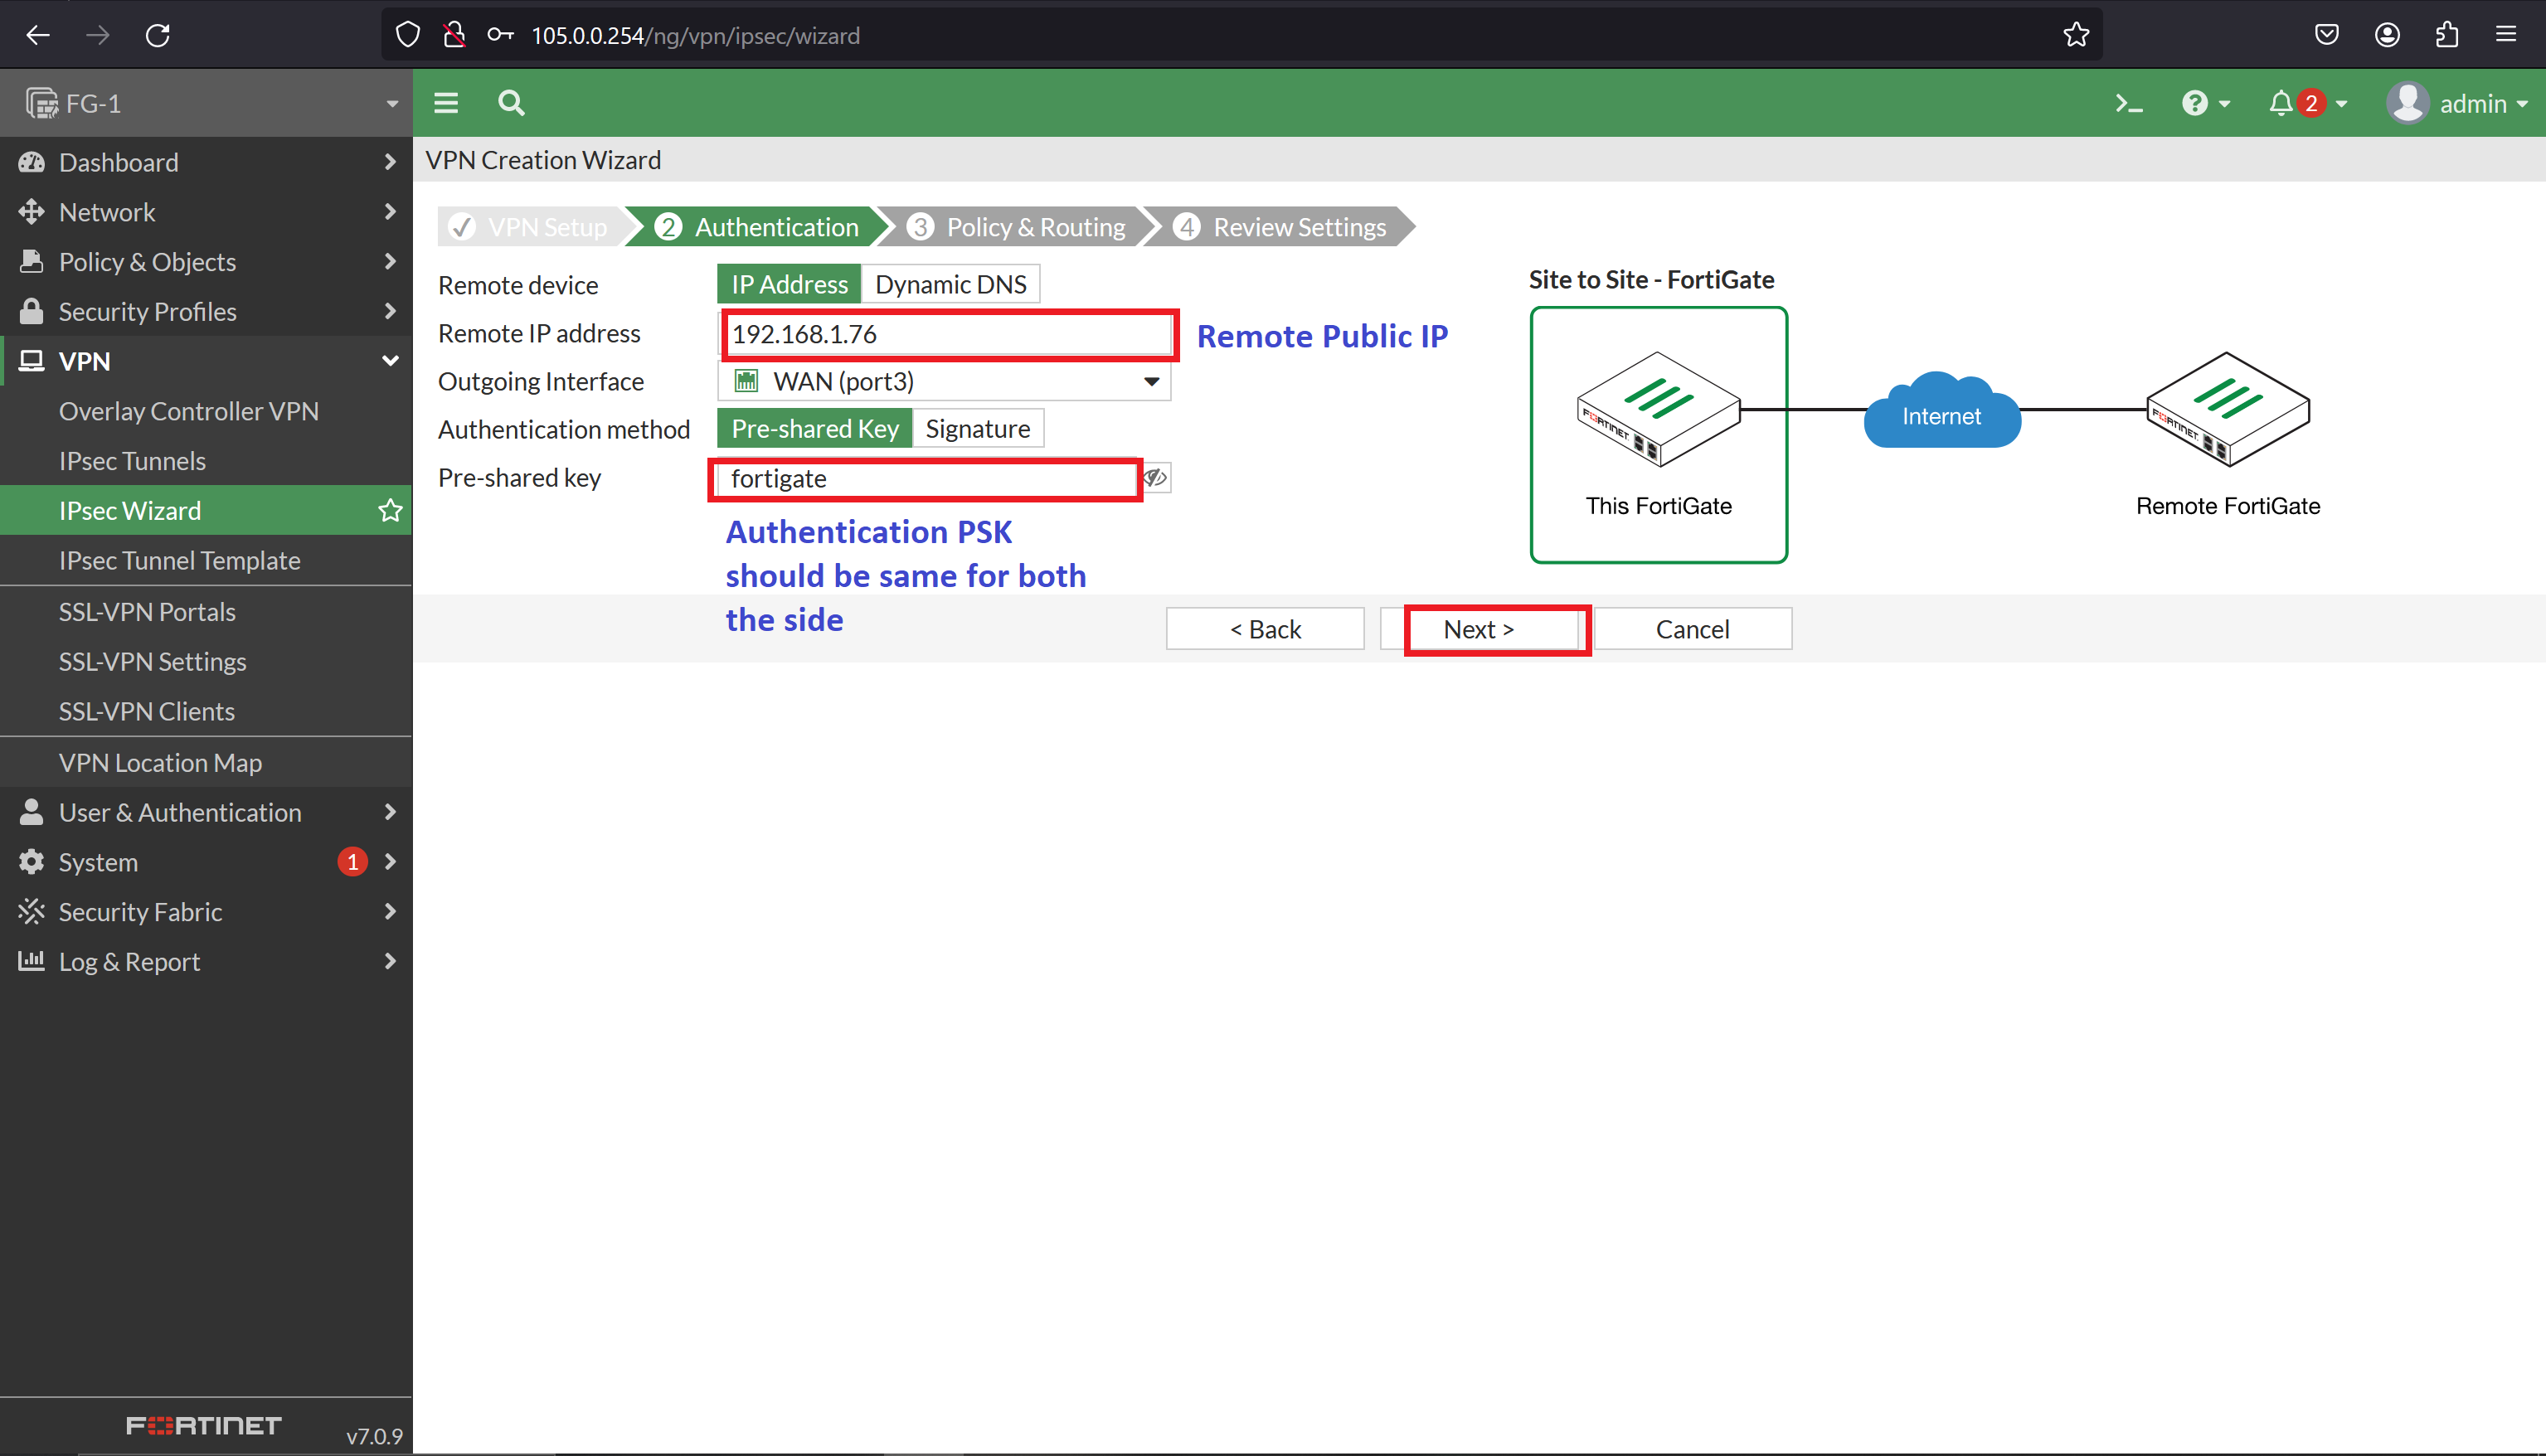 105.0.0.254/ng/vpn/ipsec/wizard
FG-1
2
admin
Dashboard
Network
Policy & Objects
Security Profiles
VPN
Overlay Controller VPN
IPsec Tunnels
IPsec Wizard
IPsec Tunnel Template
SSL-VPN Portals
SSL-VPN Settings
SSL-VPN Clients
VPN Location Map
User & Authentication
System 1
Security Fabric
Log & Report
FORTINET v7.0.9
VPN Creation Wizard
VPN Setup 2 Authentication 3 Policy & Routing 4 Review Settings
Remote device IP Address Dynamic DNS
Remote IP address 192.168.1.76 Remote Public IP
Outgoing Interface WAN (port3)
Authentication method Pre-shared Key Signature
Pre-shared key fortigate
Authentication PSK
should be same for both
the side
Site to Site - FortiGate
FORTINET
Internet
FORTINET
This FortiGate
Remote FortiGate
< Back Next > Cancel